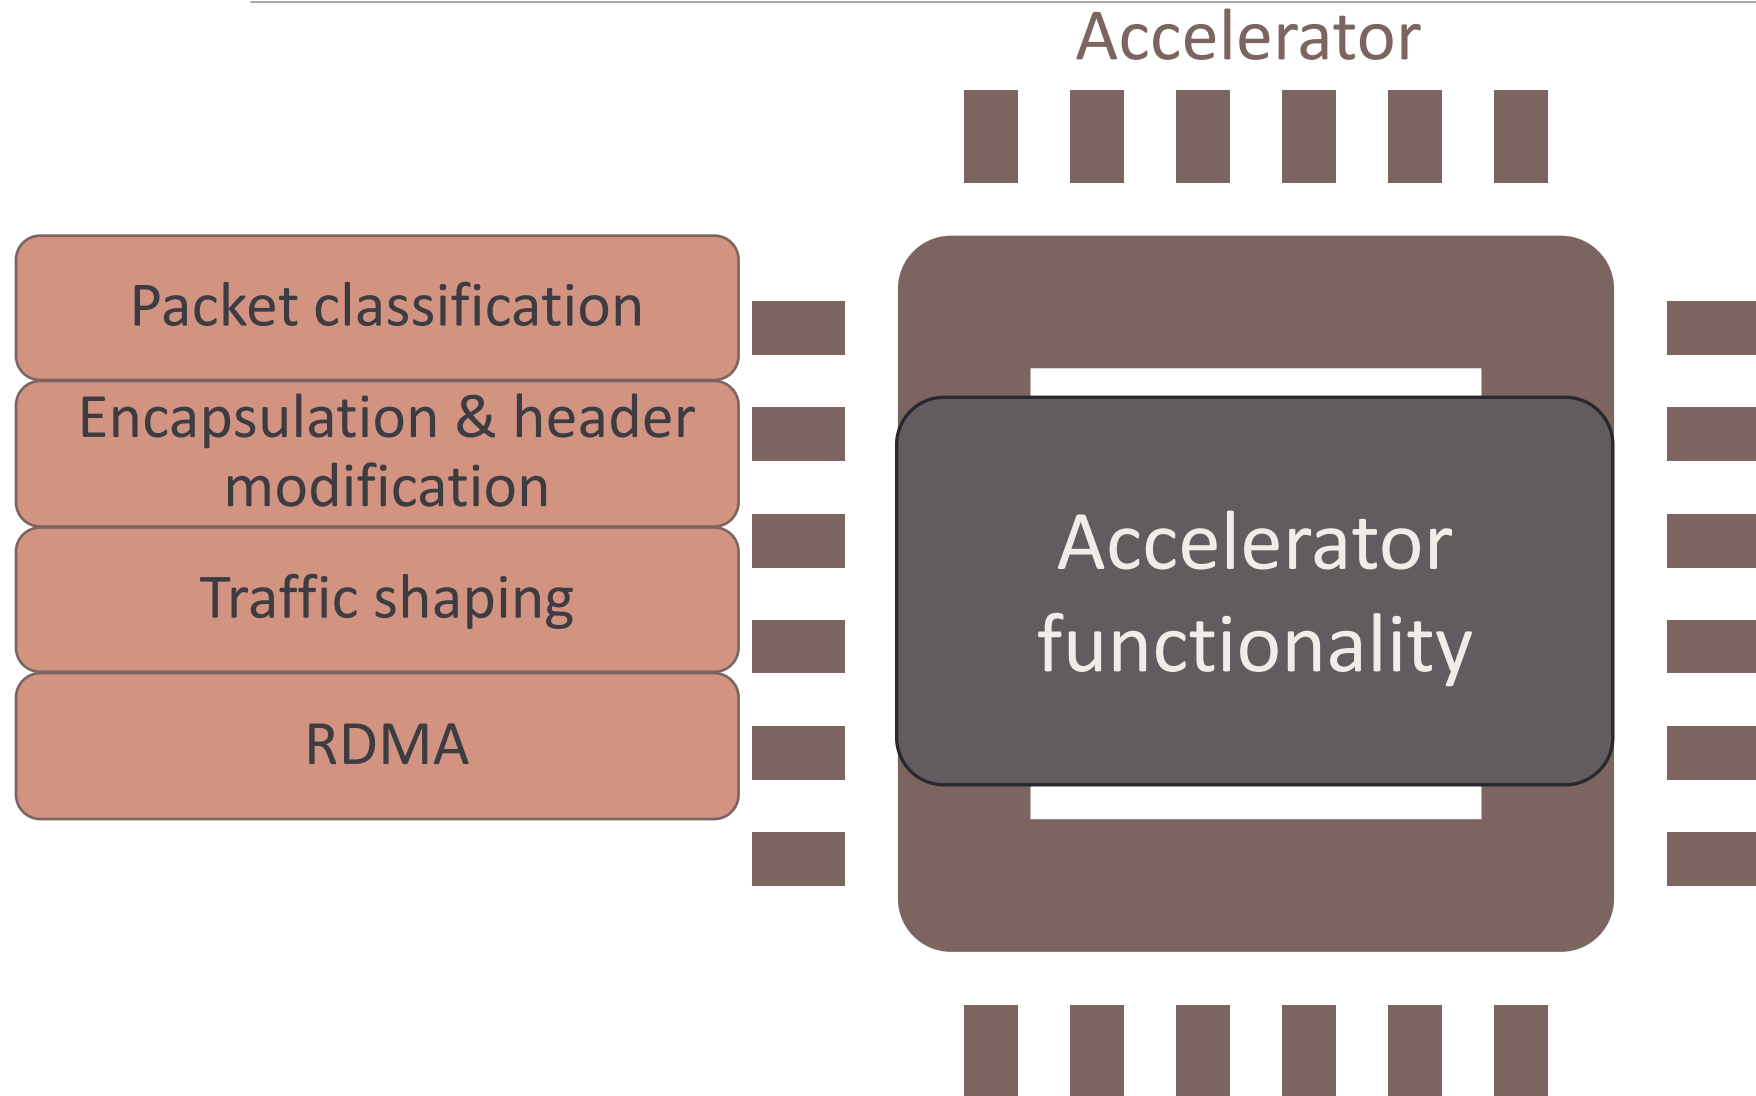 Accelerator
Packet classification
Encapsulation & header
modification
Traffic shaping
RDMA
Accelerator
functionality